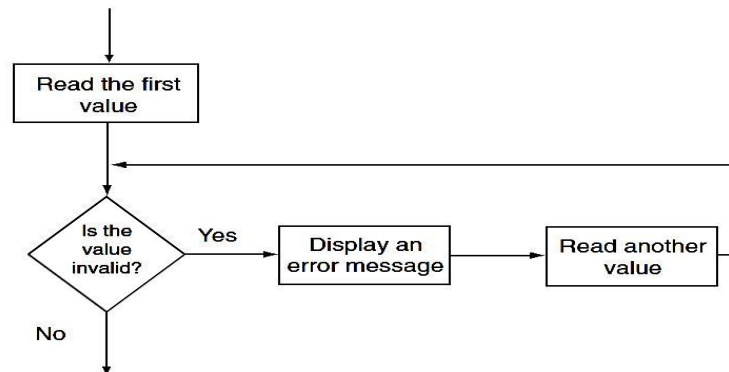 Read the first
value
Is the
value
invalid?
Yes
Display an
error message
Read another
value
No